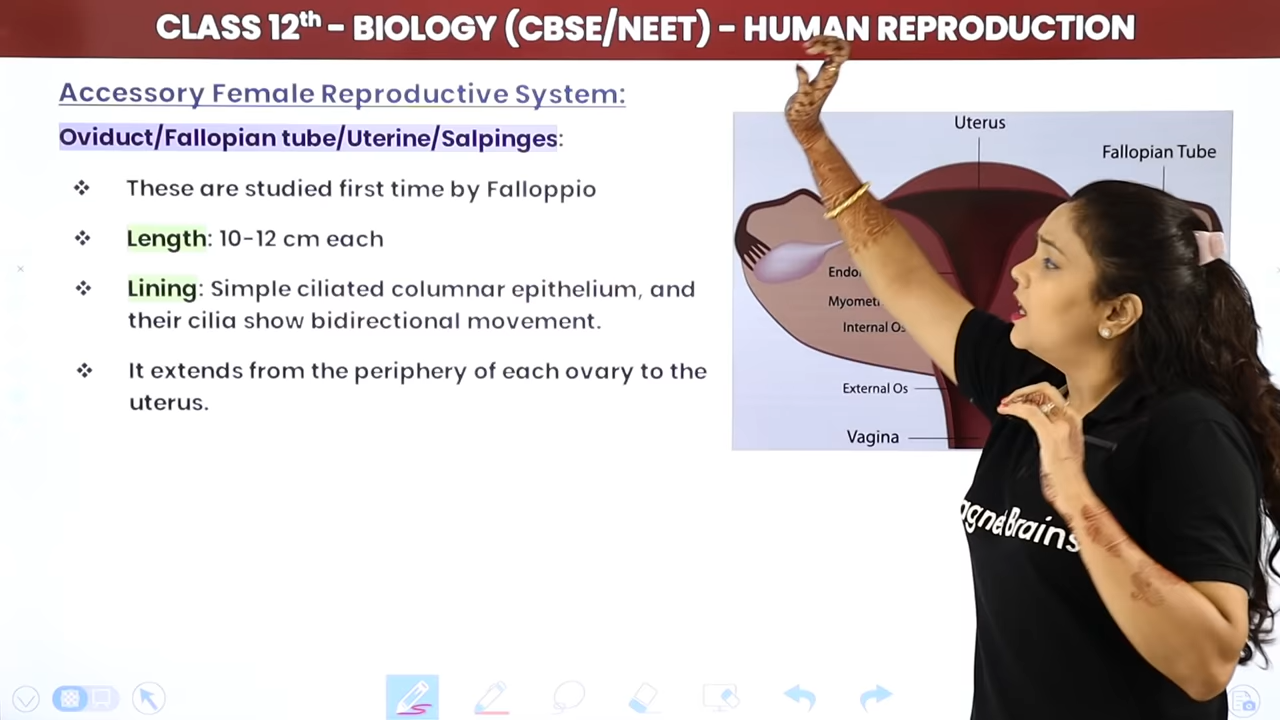 CLASS 12th - BIOLOGY (CBSE/NEET) - HUMAN REPRODUCTION
Accessory Female Reproductive System:
Oviduct/Fallopian tube/Uterine/Salpinges:
❖ These are studied first time by Falloppio
❖ Length: 10-12 cm each
❖ Lining: Simple ciliated columnar epithelium, and
their cilia show bidirectional movement.
❖ It extends from the periphery of each ovary to the
uterus.
Uterus
Fallopian Tube
Internal Os
External Os
Vagina
Brains